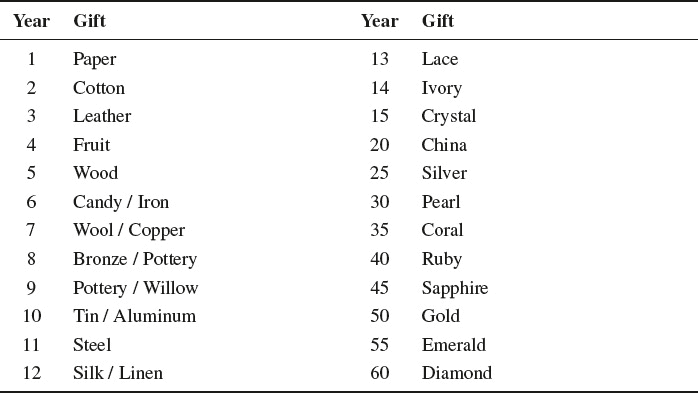 Year Gift Year Gift
1 Paper 13 Lace
2 Cotton 14 Ivory
3 Leather 15 Crystal
4 Fruit 20 China
5 Wood 25 Silver
6 Candy / Iron 30 Pearl
7 Wool / Copper 35 Coral
8 Bronze / Pottery 40 Ruby
9 Pottery / Willow 45 Sapphire
10 Tin / Aluminum 50 Gold
11 Steel 55 Emerald
12 Silk / Linen 60 Diamond